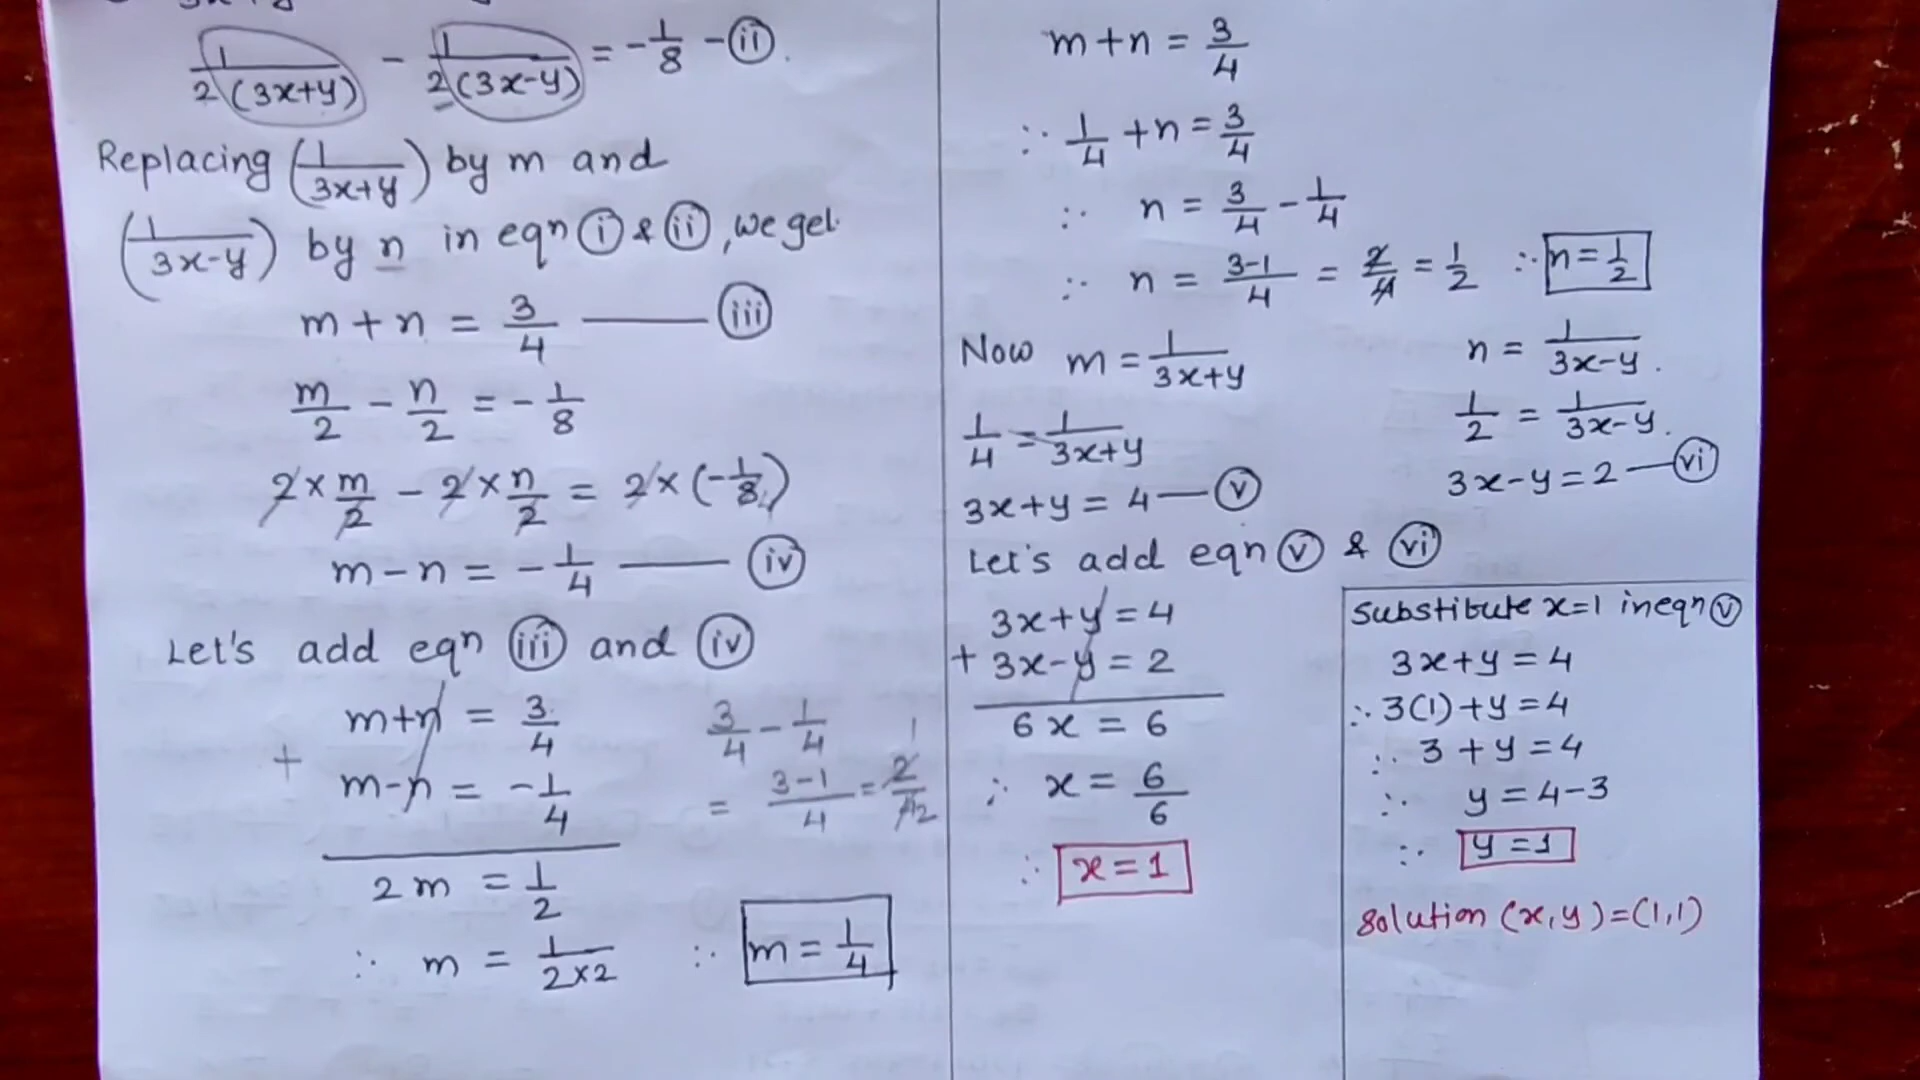 1/2(3x+y) - 1/2(3x-y) = -1/8 - (ii).
Replacing (1/3x+y) by m and
(1/3x-y) by n in eqn (i) & (ii), we get
m + n = 3/4 —— (iii)
m/2 - n/2 = - 1/8
2 × m/2 - 2 × n/2 = 2 × (-1/8)
m - n = - 1/4 —— (iv)
Let's add eqn (iii) and (iv)
m+n = 3/4
+
m-n = -1/4
2m = 1/2
∴ m = 1/2×2 ∴ m = 1/4
3/4 - 1/4
= 3-1/4 = 2/4 1 2
m+n = 3/4
∴ 1/4 + n = 3/4
∴ n = 3/4 - 1/4
∴ n = 3-1/4 = 2/4 = 1/2 ∴ n = 1/2
Now m = 1/3x+y
1/4 = 1/3x+y
3x+y = 4 — (v)
n = 1/3x-y.
1/2 = 1/3x-y.
3x-y = 2 — (vi)
Let's add eqn (v) & (vi)
3x+y = 4
+ 3x-y = 2
6x = 6
∴ x = 6/6
∴ x = 1
Substitute x=1 in eqn (v)
3x+y = 4
∴ 3(1)+y = 4
∴ 3+y = 4
∴ y = 4-3
∴ y = 1
Solution (x,y) = (1,1)